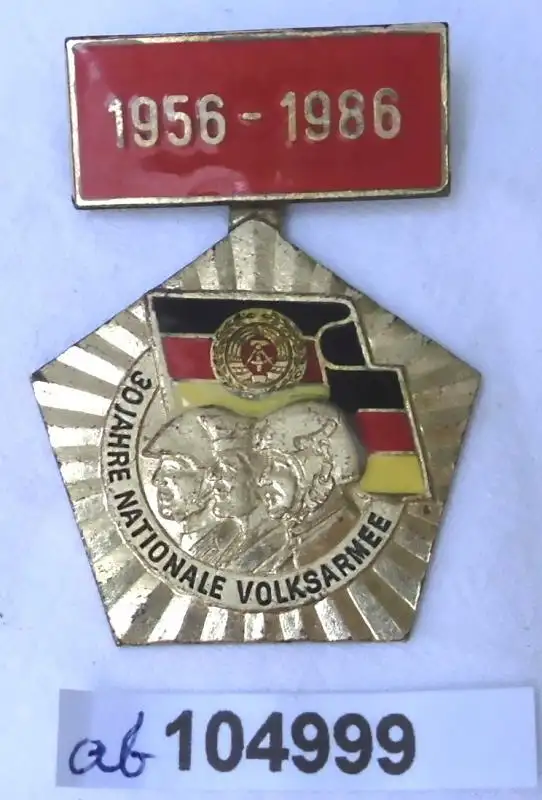 1956 - 1986
30 JAHRE NATIONALE VOLKSARMEE
ab 104999